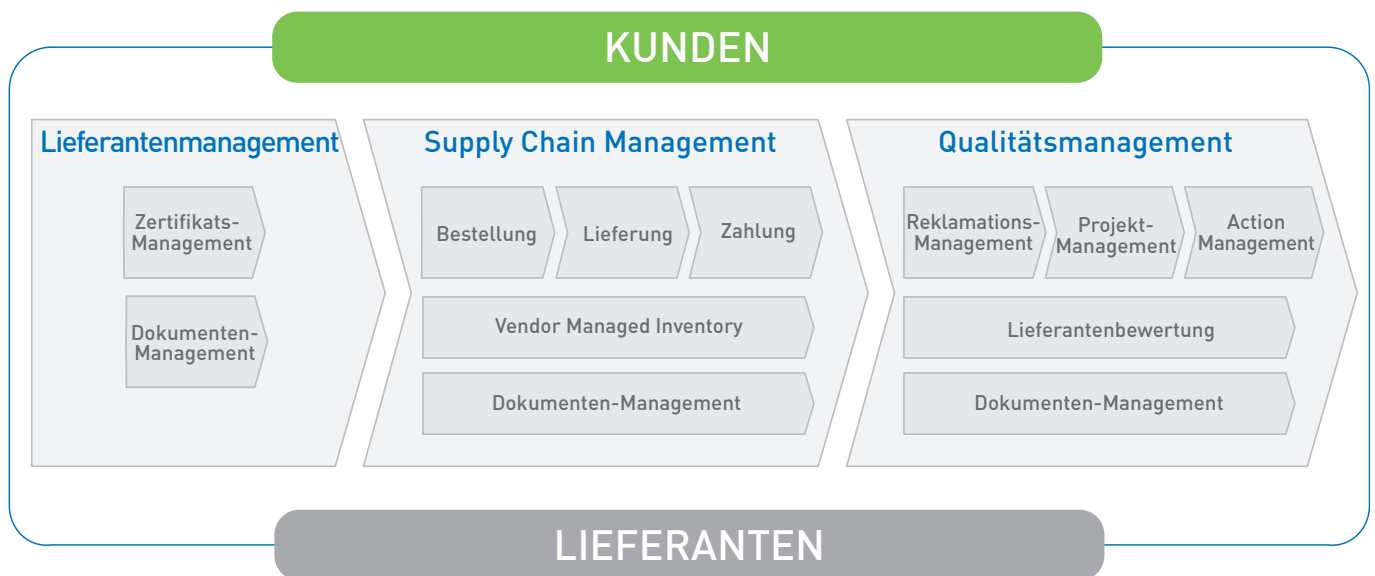 KUNDEN
Lieferantenmanagement
Zertifikats-
Management
Dokumenten-
Management
Supply Chain Management
Bestellung
Lieferung
Zahlung
Vendor Managed Inventory
Dokumenten-Management
Qualitätsmanagement
Reklamations-
Management
Projekt-
Management
Action
Management
Lieferantenbewertung
Dokumenten-Management
LIEFERANTEN